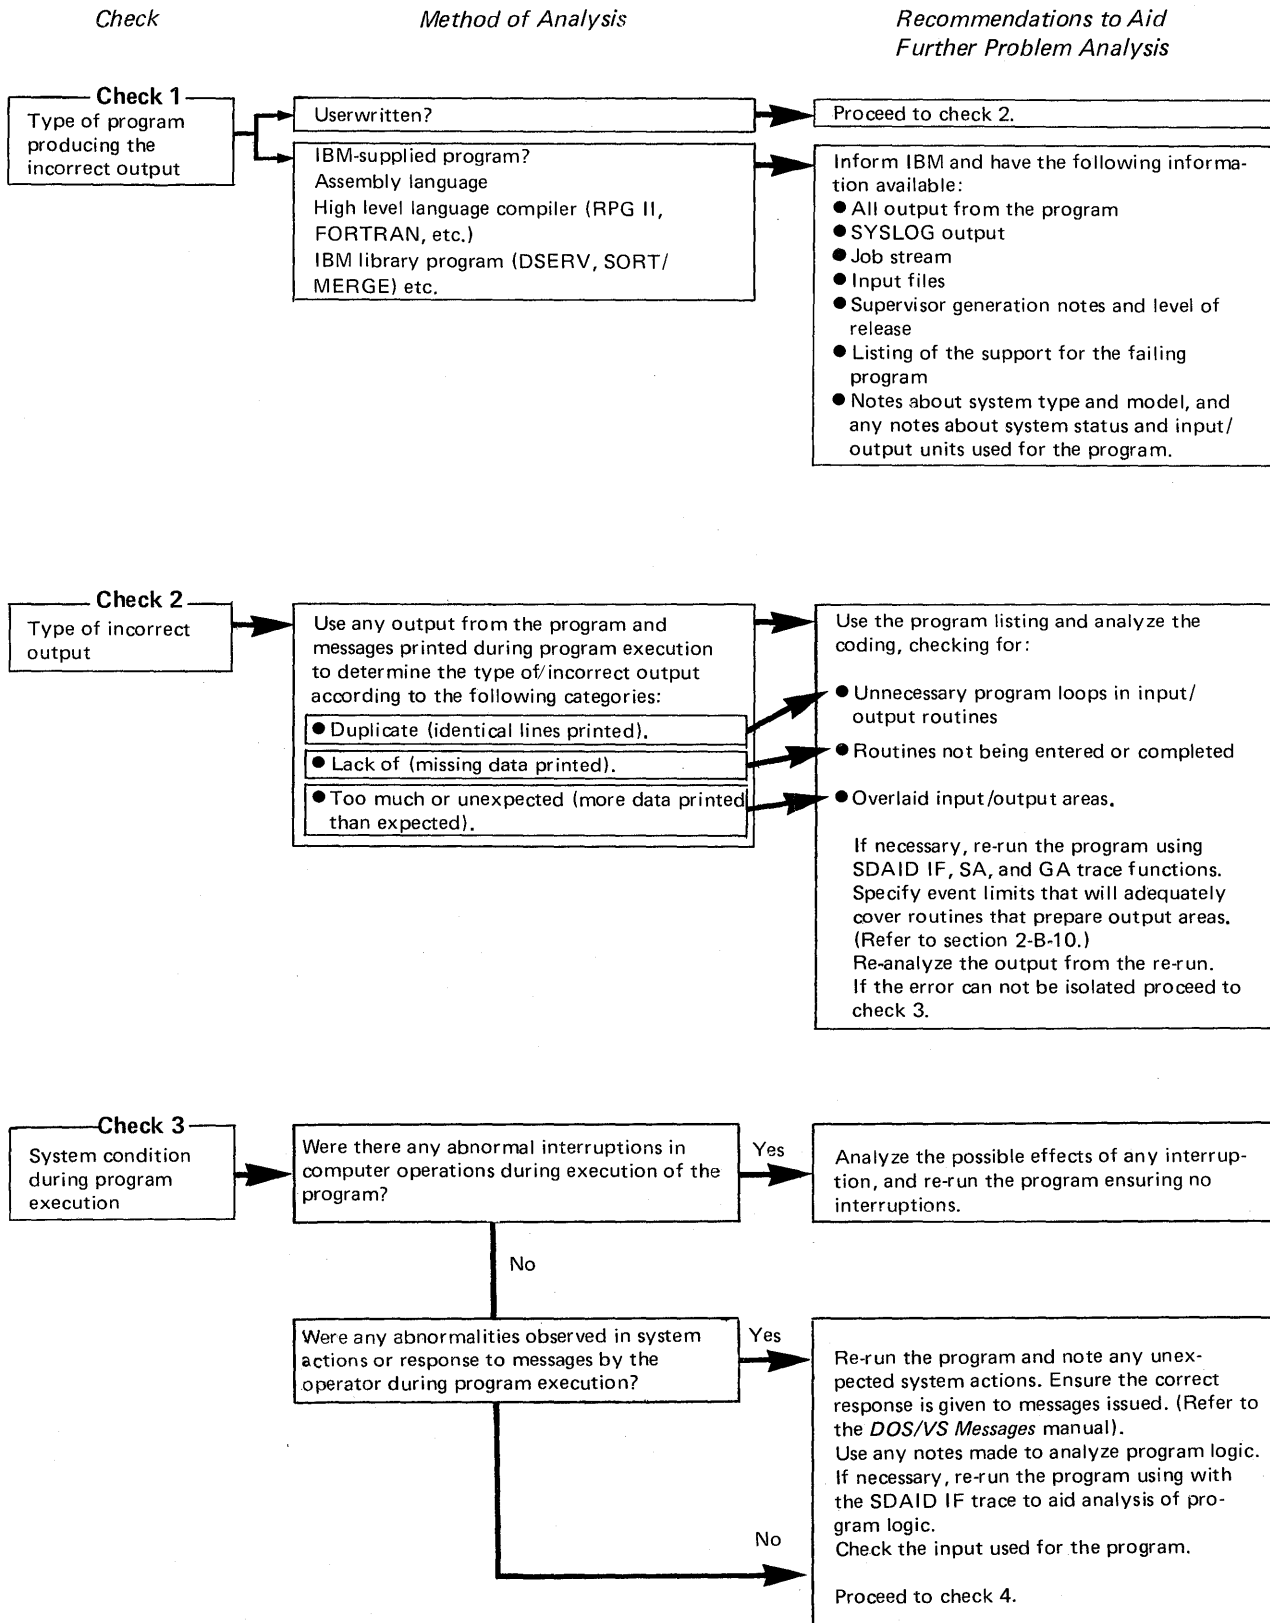 Check
Method of Analysis
Recommendations to Aid
Further Problem Analysis
Check 1
Type of program
producing the
incorrect output
Userwritten?
Proceed to check 2.
IBM-supplied program?
Assembly language
High level language compiler (RPG II,
FORTRAN, etc.)
IBM library program (DSERV, SORT/
MERGE) etc.
Inform IBM and have the following informa-
tion available:
● All output from the program
● SYSLOG output
● Job stream
● Input files
● Supervisor generation notes and level of
release
● Listing of the support for the failing
program
● Notes about system type and model, and
any notes about system status and input/
output units used for the program.
Check 2
Type of incorrect
output
Use any output from the program and
messages printed during program execution
to determine the type of/incorrect output
according to the following categories:
● Duplicate (identical lines printed).
● Lack of (missing data printed).
● Too much or unexpected (more data printed
than expected).
Use the program listing and analyze the
coding, checking for:
● Unnecessary program loops in input/
output routines
● Routines not being entered or completed
● Overlaid input/output areas.
If necessary, re-run the program using
SDAID IF, SA, and GA trace functions.
Specify event limits that will adequately
cover routines that prepare output areas.
(Refer to section 2-B-10.)
Re-analyze the output from the re-run.
If the error can not be isolated proceed to
check 3.
Check 3
System condition
during program
execution
Were there any abnormal interruptions in
computer operations during execution of the
program?
Yes
Analyze the possible effects of any interrup-
tion, and re-run the program ensuring no
interruptions.
No
Were any abnormalities observed in system
actions or response to messages by the
operator during program execution?
Yes
Re-run the program and note any unex-
pected system actions. Ensure the correct
response is given to messages issued. (Refer to
the DOS/VS Messages manual).
Use any notes made to analyze program logic.
If necessary, re-run the program using with
the SDAID IF trace to aid analysis of pro-
gram logic.
Check the input used for the program.
No
Proceed to check 4.